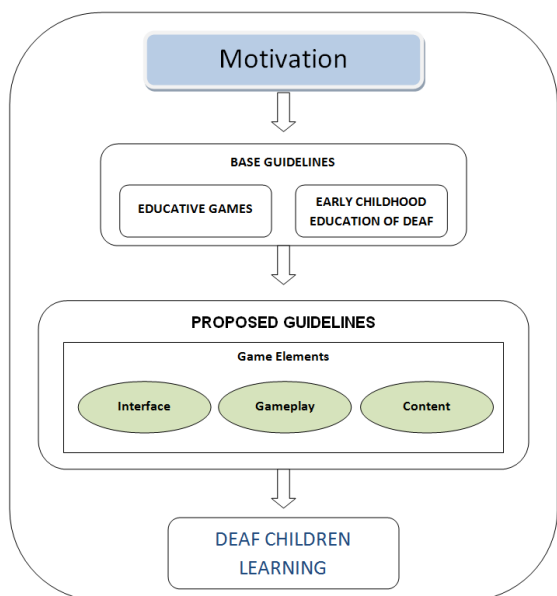 Motivation
BASE GUIDELINES
EDUCATIVE GAMES
EARLY CHILDHOOD
EDUCATION OF DEAF
PROPOSED GUIDELINES
Game Elements
Interface
Gameplay
Content
DEAF CHILDREN
LEARNING